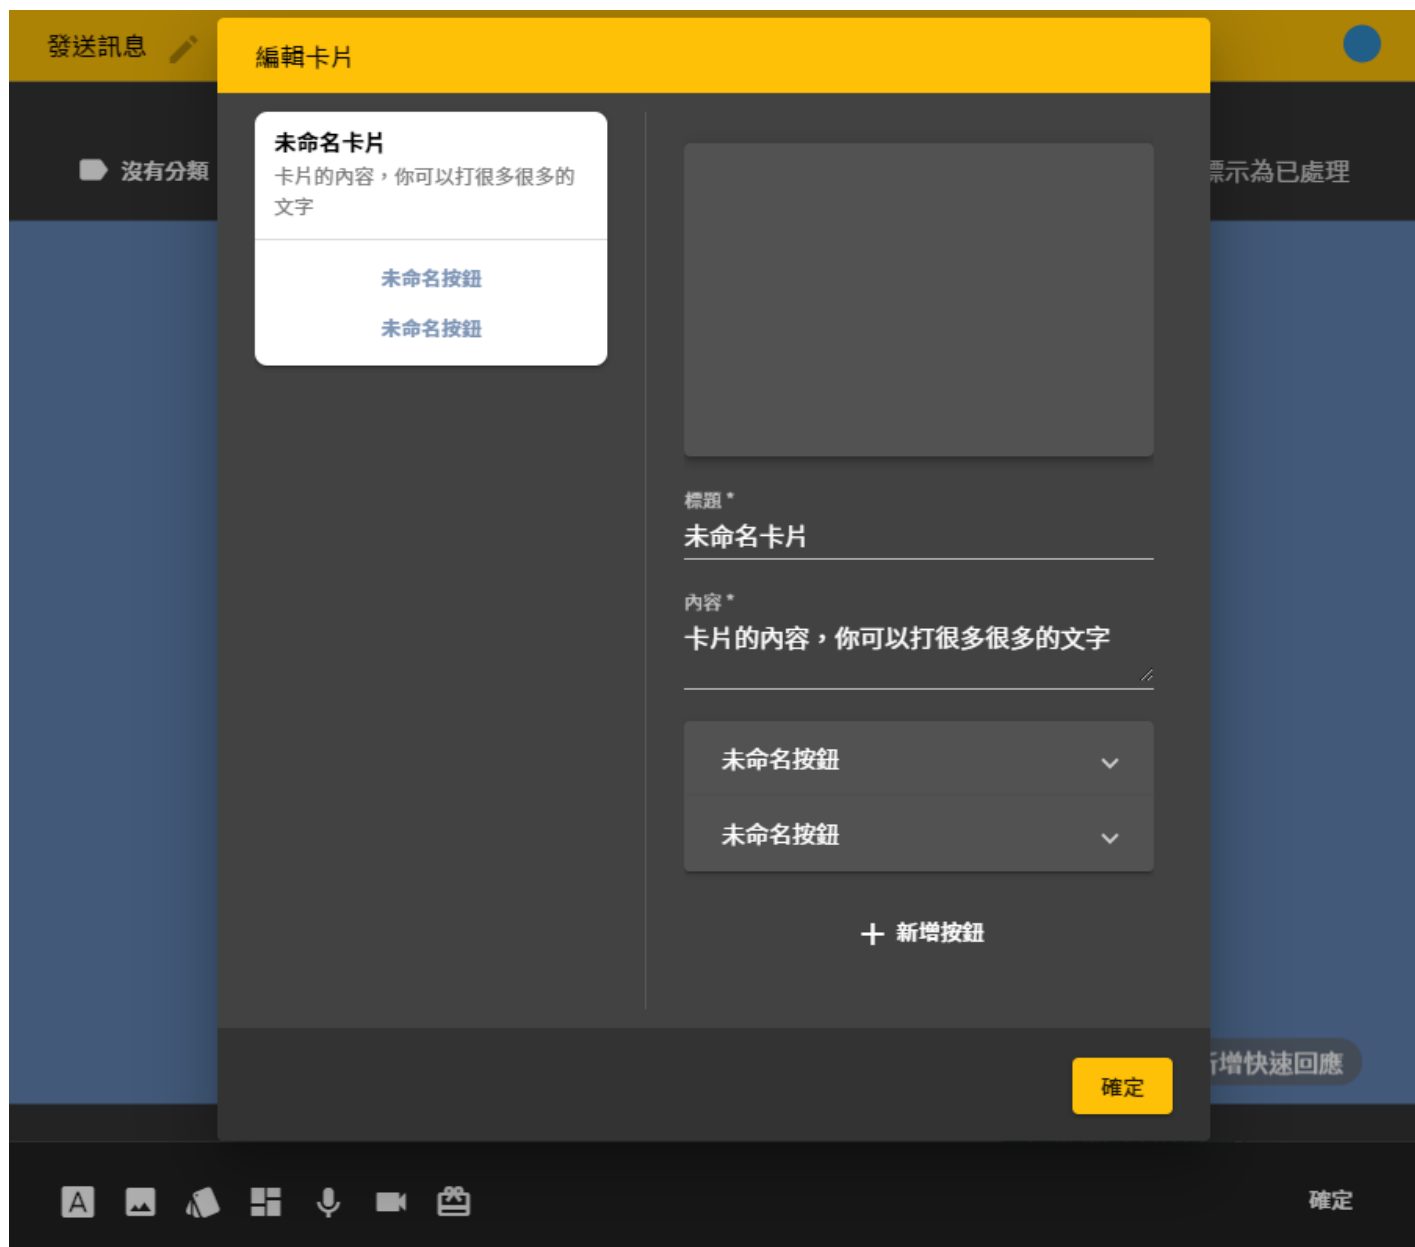 發送訊息
編輯卡片
沒有分類
未命名卡片
卡片的內容，你可以打很多很多的
文字
未命名按鈕
未命名按鈕
示為已處理
標題 *
未命名卡片
內容 *
卡片的內容，你可以打很多很多的文字
未命名按鈕
未命名按鈕
新增按鈕
增快速回應
確定
A
確定